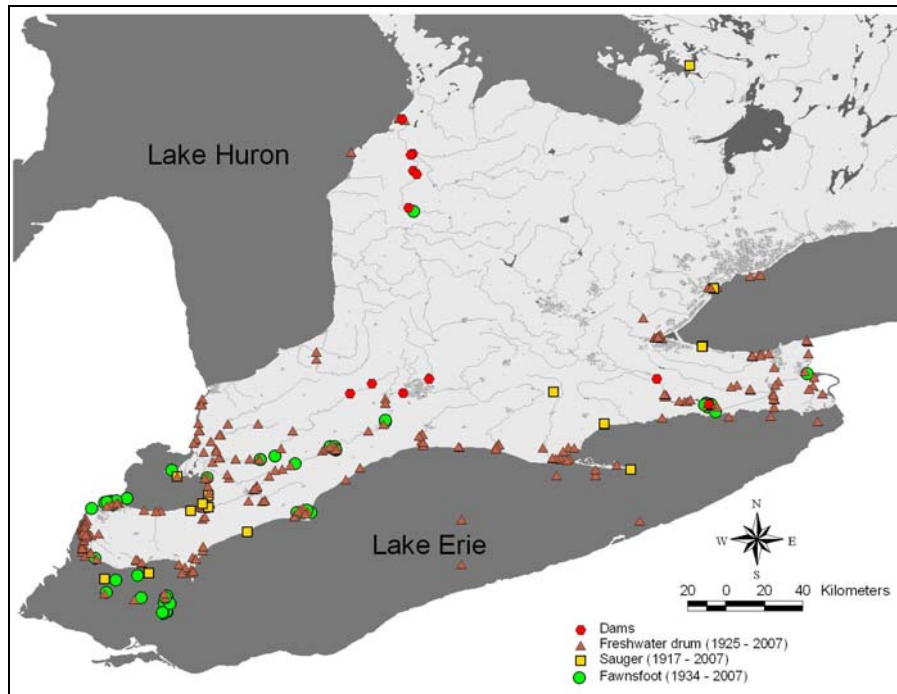 Lake Huron
Lake Erie
N
W E
S
20 0 20 40 Kilometers
Dams
Freshwater drum (1925 - 2007)
Sauger (1917 - 2007)
Fawnsfoot (1934 - 2007)